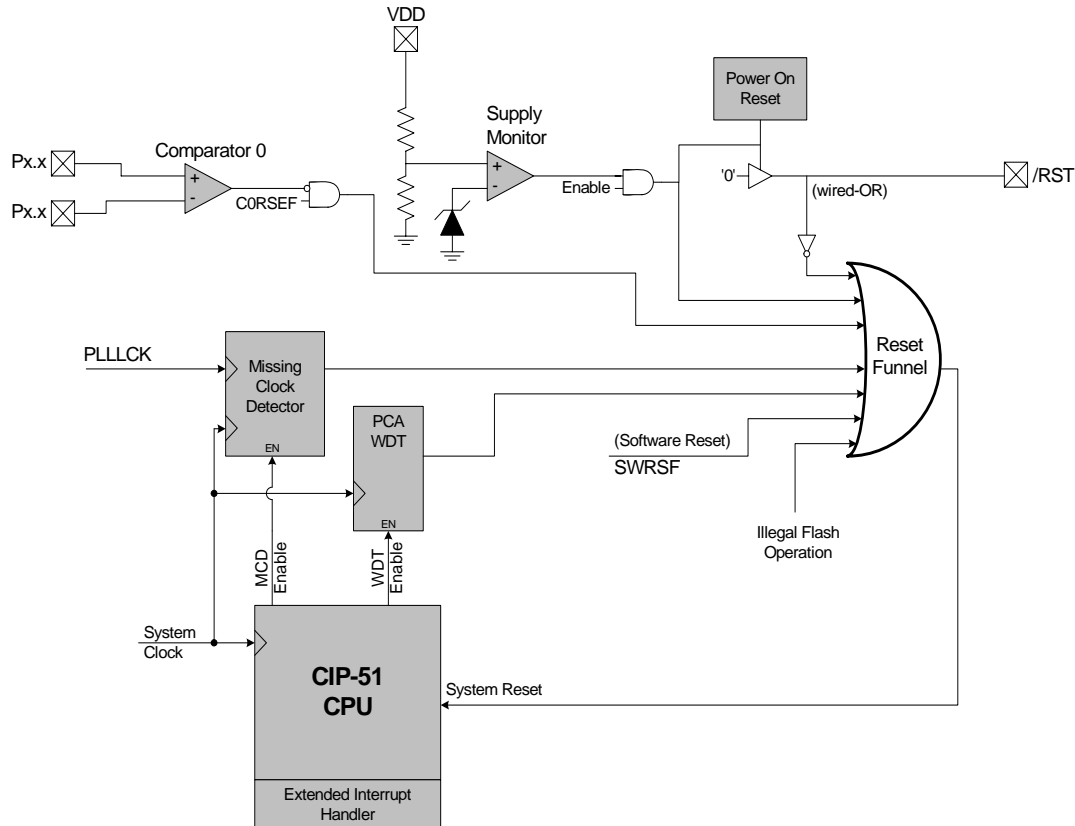 VDD
Power On
Reset
Supply
Monitor
Comparator 0
Px.x
+
-
Px.x
C0RSEF
+
-
Enable
'0'
(wired-OR)
/RST
Reset
Funnel
PLLLCK
Missing
Clock
Detector
EN
PCA
WDT
EN
(Software Reset)
SWRSF
Illegal Flash
Operation
MCD
Enable
WDT
Enable
System
Clock
CIP-51
CPU
System Reset
Extended Interrupt
Handler